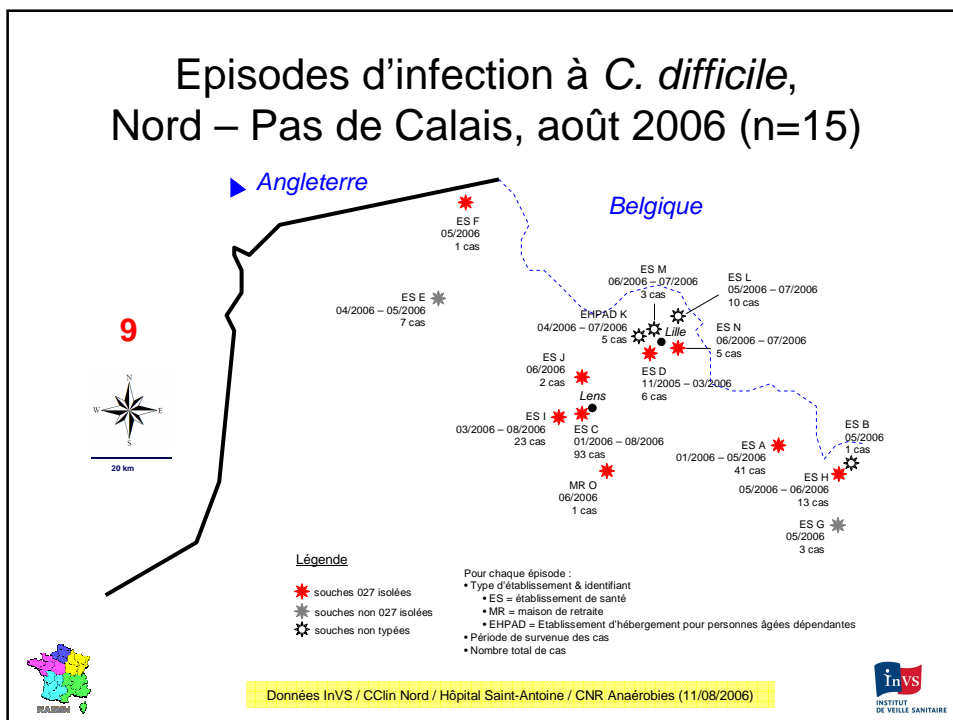 Episodes d'infection à C. difficile,
Nord – Pas de Calais, août 2006 (n=15)
Angleterre
Belgique
ES F
05/2006
1 cas
ES M
06/2006 – 07/2006
3 cas
ES L
05/2006 – 07/2006
10 cas
ES E
04/2006 – 05/2006
7 cas
9
EHPAD K
04/2006 – 07/2006
5 cas
Lille
ES N
06/2006 – 07/2006
5 cas
ES J
06/2006
2 cas
ES D
11/2005 – 03/2006
6 cas
N
W
E
S
20 km
Lens
ES I
03/2006 – 08/2006
23 cas
ES C
01/2006 – 08/2006
93 cas
ES A
01/2006 – 05/2006
41 cas
ES B
05/2006
1 cas
ES H
05/2006 – 06/2006
13 cas
MR O
06/2006
1 cas
ES G
05/2006
3 cas
Légende
souches 027 isolées
souches non 027 isolées
souches non typées
Pour chaque épisode :
• Type d'établissement & identifiant
• ES = établissement de santé
• MR = maison de retraite
• EHPAD = Etablissement d'hébergement pour personnes âgées dépendantes
• Période de survenue des cas
• Nombre total de cas
RAISIN
Données InVS / CClin Nord / Hôpital Saint-Antoine / CNR Anaérobies (11/08/2006)
InVS
INSTITUT
DE VEILLE SANITAIRE